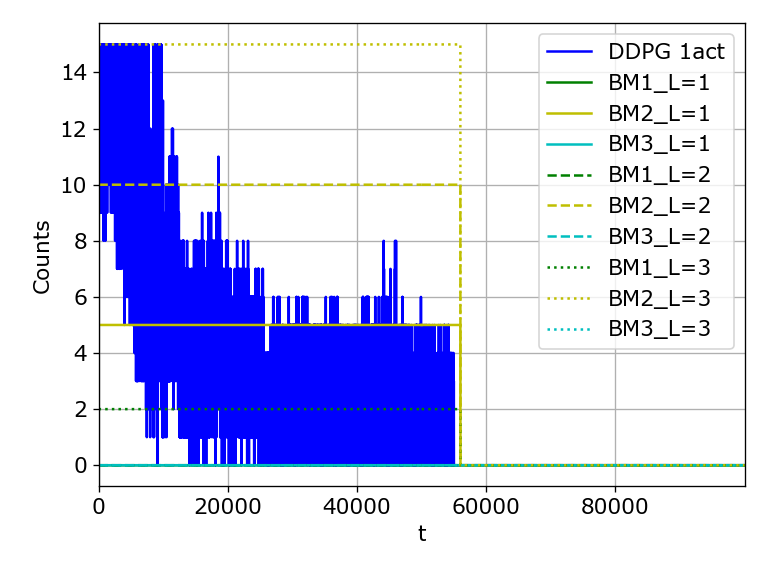 14
12
10
8
6
4
2
0
Counts
0 20000 40000 60000 80000
t
DDPG 1act
BM1_L=1
BM2_L=1
BM3_L=1
BM1_L=2
BM2_L=2
BM3_L=2
BM1_L=3
BM2_L=3
BM3_L=3